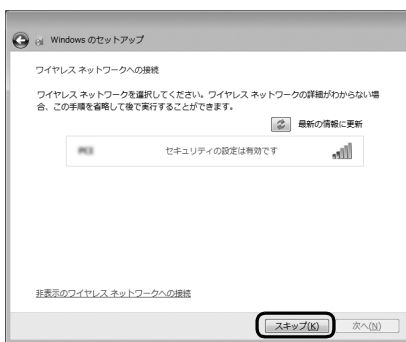 Windows のセットアップ
ワイヤレス ネットワークへの接続
ワイヤレス ネットワークを選択してください。ワイヤレス ネットワークの詳細がわからない場
合、この手順を省略して後で実行することができます。
最新の情報に更新
セキュリティの設定は有効です
非表示のワイヤレス ネットワークへの接続
スキップ(K) 次へ(N)